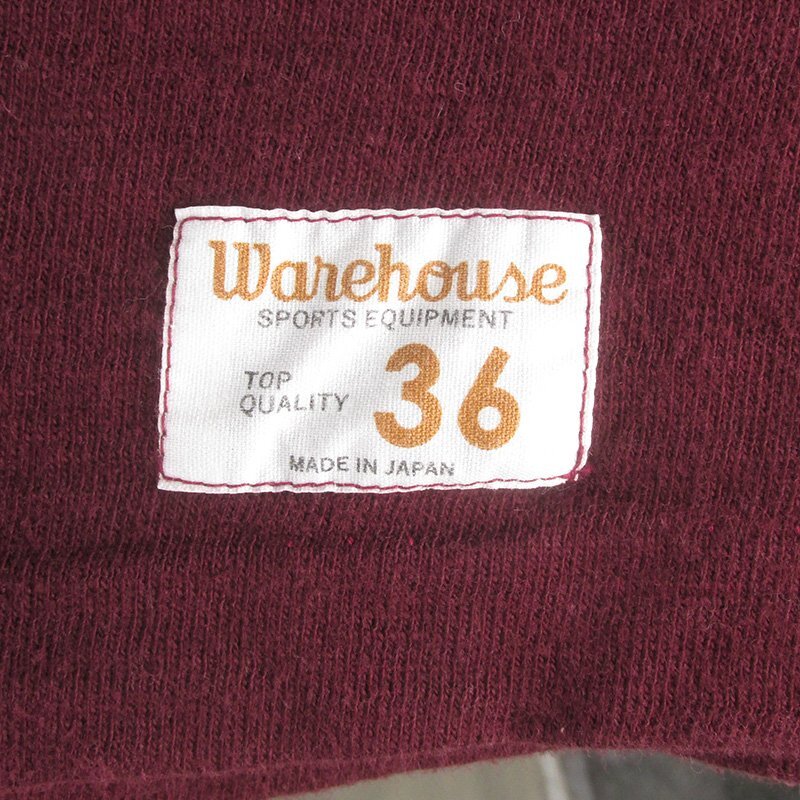 Warehouse
SPORTS EQUIPMENT
TOP
QUALITY
36
MADE IN JAPAN